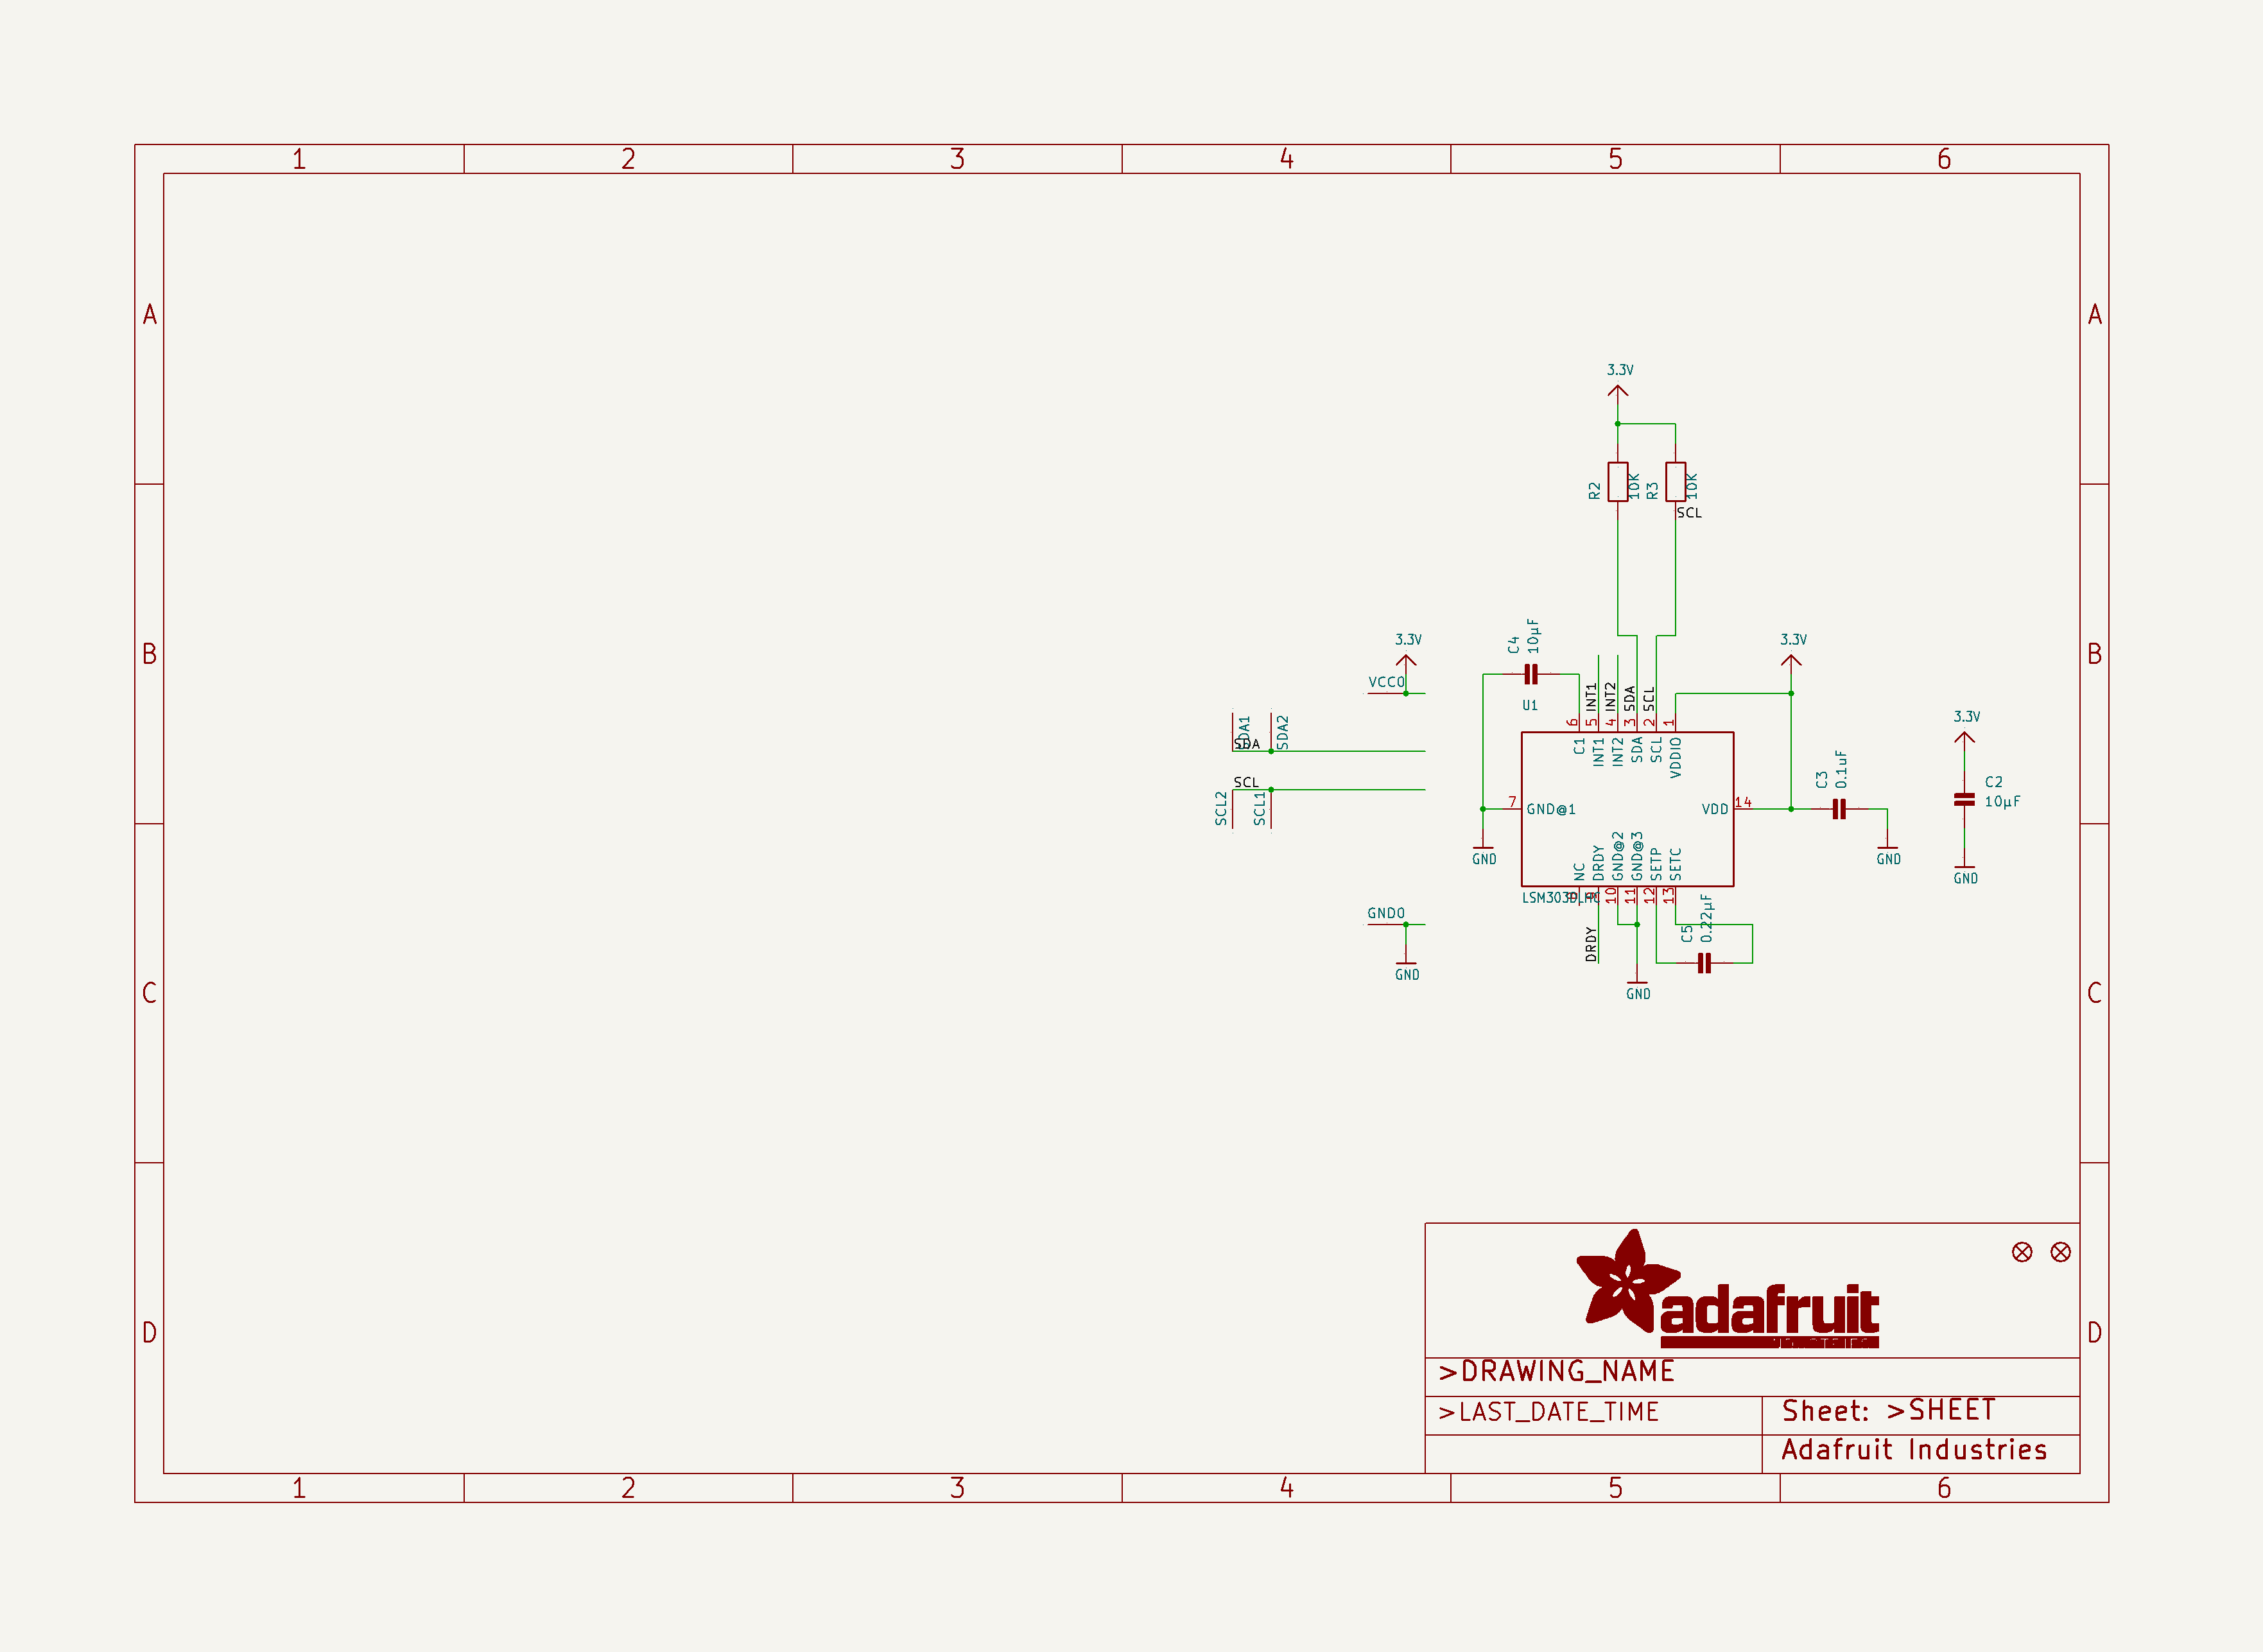 1 2 3 4 5 6
A A
3.3V
R2 10K R3 10K
SCL
B B
3.3V
VCC0
C4 10µF
3.3V
INT1 INT2 SDA SCL
U1
6 5 4 3 2 1
3.3V
SDA1 SDA2
SDA
C1 INT1 INT2 SDA SCL VDDIO
SCL
SCL2 SCL1
7 GND@1
VDD 14
C3 0.1uF
C2
10µF
GND
GND
GND
NC DRDY GND@2 GND@3 SETP SETC
LSM303DLHC
9 10 11 12 13
GND0
DRDY
C5 0.22µF
GND
GND
C C
adafruit
D D
>DRAWING_NAME
>LAST_DATE_TIME
Sheet: >SHEET
Adafruit Industries
1 2 3 4 5 6